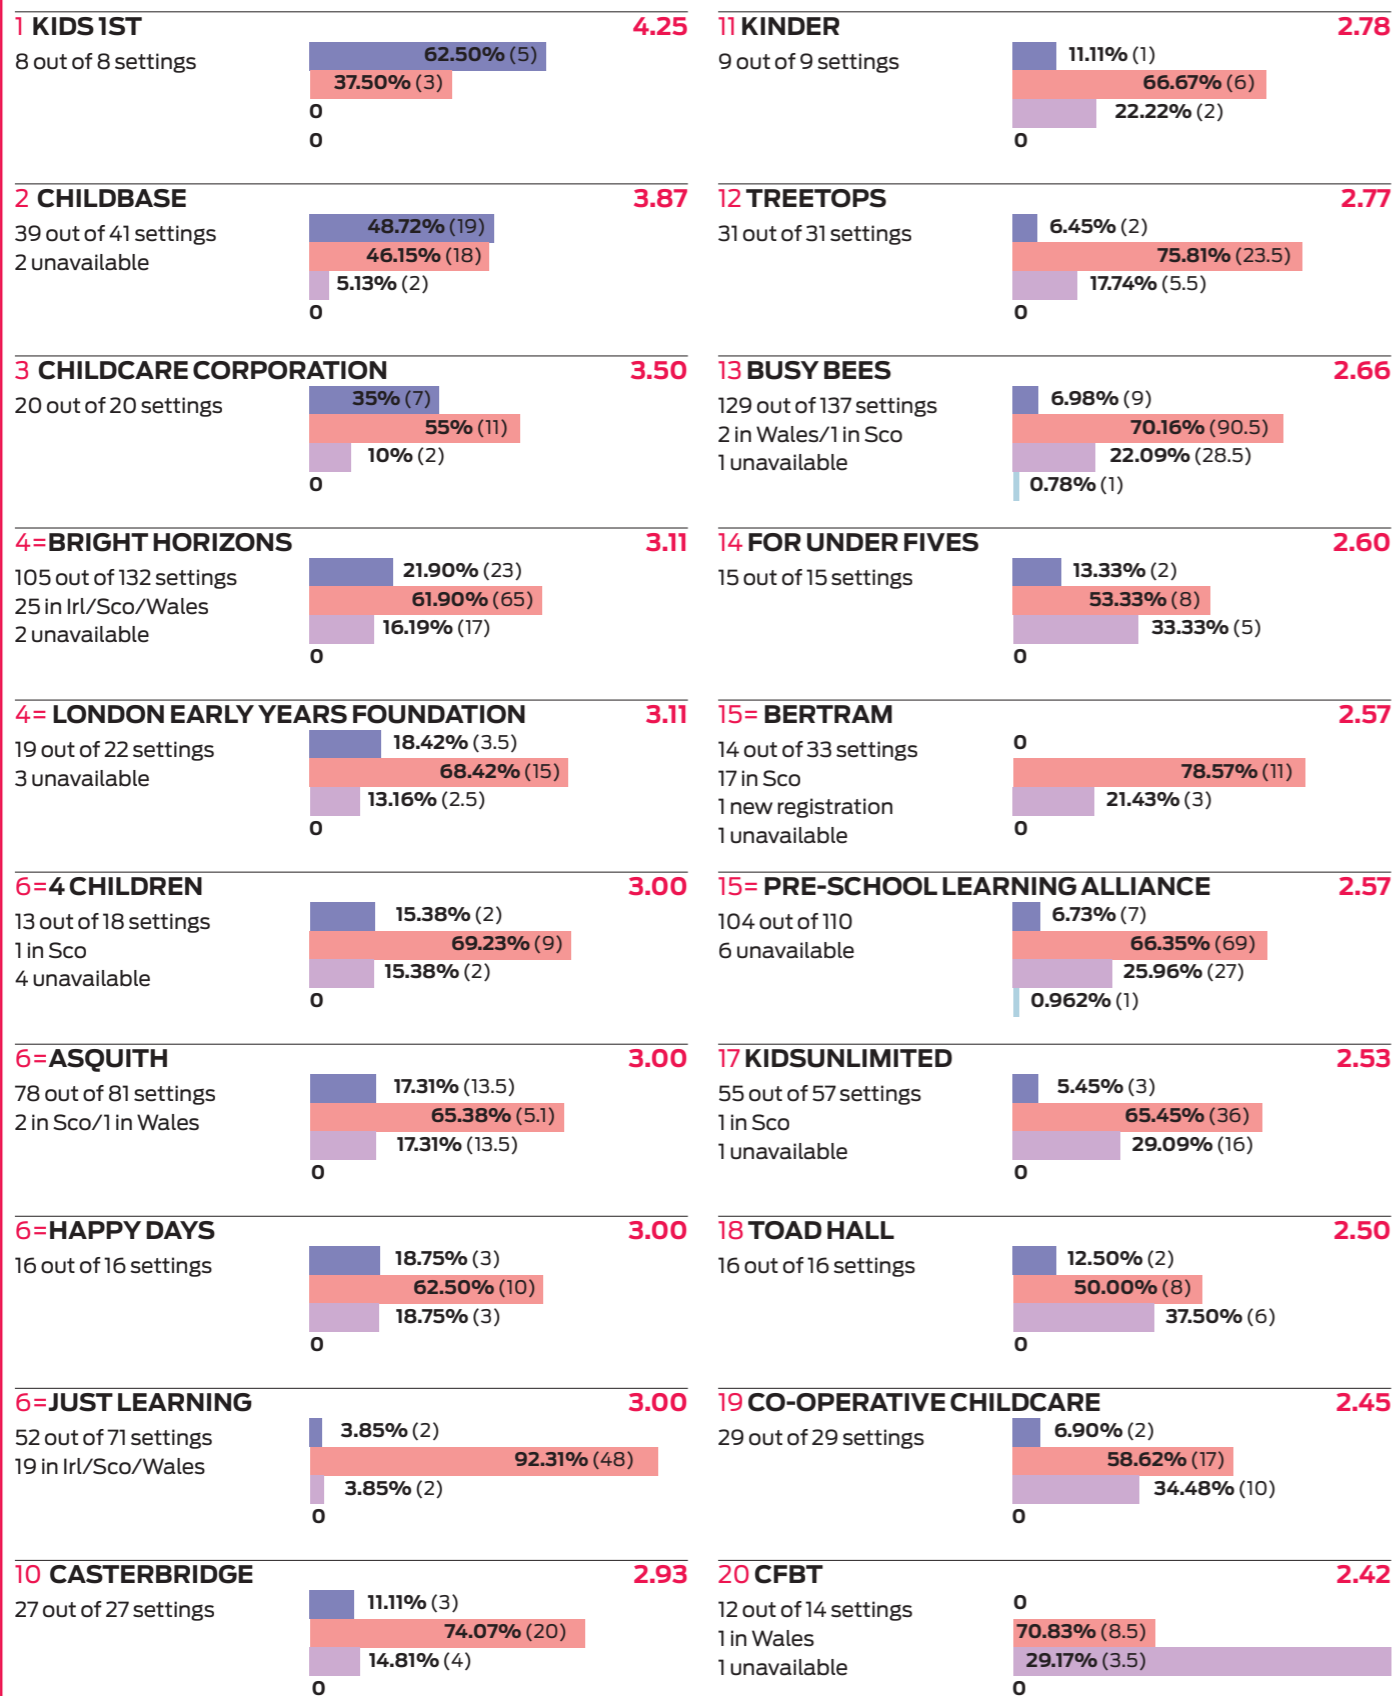 1 KIDS 1ST 4.25
8 out of 8 settings
62.50% (5)
37.50% (3)
0
0
2 CHILDBASE 3.87
39 out of 41 settings
2 unavailable
48.72% (19)
46.15% (18)
5.13% (2)
0
3 CHILDCARE CORPORATION 3.50
20 out of 20 settings
35% (7)
55% (11)
10% (2)
0
4=BRIGHT HORIZONS 3.11
105 out of 132 settings
25 in Irl/Sco/Wales
2 unavailable
21.90% (23)
61.90% (65)
16.19% (17)
0
4= LONDON EARLY YEARS FOUNDATION 3.11
19 out of 22 settings
3 unavailable
18.42% (3.5)
68.42% (15)
13.16% (2.5)
0
6=4 CHILDREN 3.00
13 out of 18 settings
1 in Sco
4 unavailable
15.38% (2)
69.23% (9)
15.38% (2)
0
6=ASQUITH 3.00
78 out of 81 settings
2 in Sco/1 in Wales
17.31% (13.5)
65.38% (5.1)
17.31% (13.5)
0
6=HAPPY DAYS 3.00
16 out of 16 settings
18.75% (3)
62.50% (10)
18.75% (3)
0
6=JUST LEARNING 3.00
52 out of 71 settings
19 in Irl/Sco/Wales
3.85% (2)
92.31% (48)
3.85% (2)
0
10 CASTERBRIDGE 2.93
27 out of 27 settings
11.11% (3)
74.07% (20)
14.81% (4)
0
11 KINDER 2.78
9 out of 9 settings
11.11% (1)
66.67% (6)
22.22% (2)
0
12 TREETOPS 2.77
31 out of 31 settings
6.45% (2)
75.81% (23.5)
17.74% (5.5)
0
13 BUSY BEES 2.66
129 out of 137 settings
2 in Wales/1 in Sco
1 unavailable
6.98% (9)
70.16% (90.5)
22.09% (28.5)
0.78% (1)
14 FOR UNDER FIVES 2.60
15 out of 15 settings
13.33% (2)
53.33% (8)
33.33% (5)
0
15= BERTRAM 2.57
14 out of 33 settings
17 in Sco
1 new registration
1 unavailable
0
78.57% (11)
21.43% (3)
0
15= PRE-SCHOOL LEARNING ALLIANCE 2.57
104 out of 110
6 unavailable
6.73% (7)
66.35% (69)
25.96% (27)
0.962% (1)
17 KIDSUNLIMITED 2.53
55 out of 57 settings
1 in Sco
1 unavailable
5.45% (3)
65.45% (36)
29.09% (16)
0
18 TOAD HALL 2.50
16 out of 16 settings
12.50% (2)
50.00% (8)
37.50% (6)
0
19 CO-OPERATIVE CHILDCARE 2.45
29 out of 29 settings
6.90% (2)
58.62% (17)
34.48% (10)
0
20 CFBT 2.42
12 out of 14 settings
1 in Wales
1 unavailable
0
70.83% (8.5)
29.17% (3.5)
0